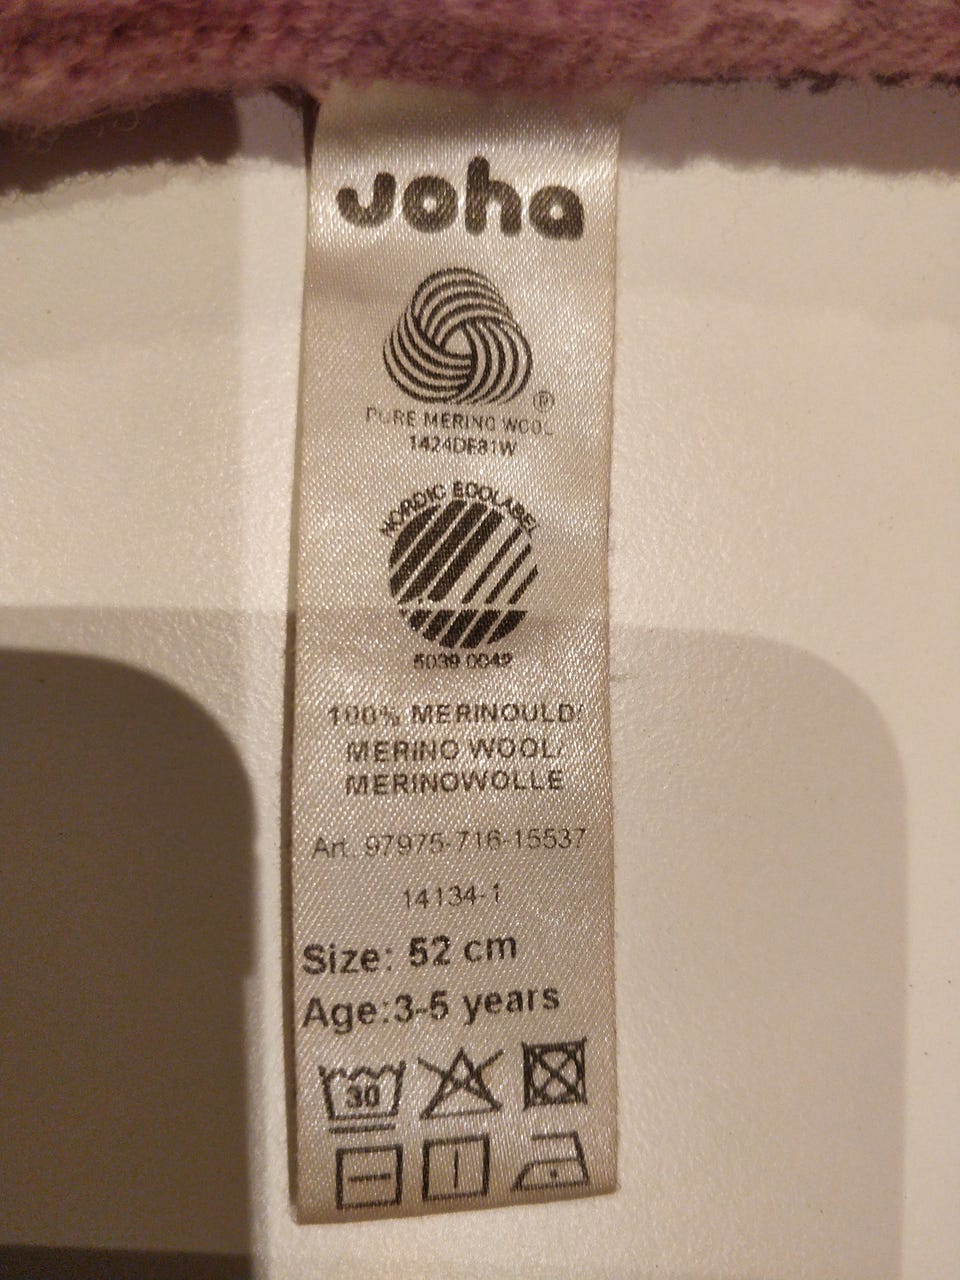 joha
®
PURE MERINO WOOL
1424DF81W
NORDIC ECOLABEL
5039 0042
100% MERINOULD/
MERINO WOOL/
MERINOWOLLE
Art. 97975-716-15537
14134-1
Size: 52 cm
Age:3-5 years
30